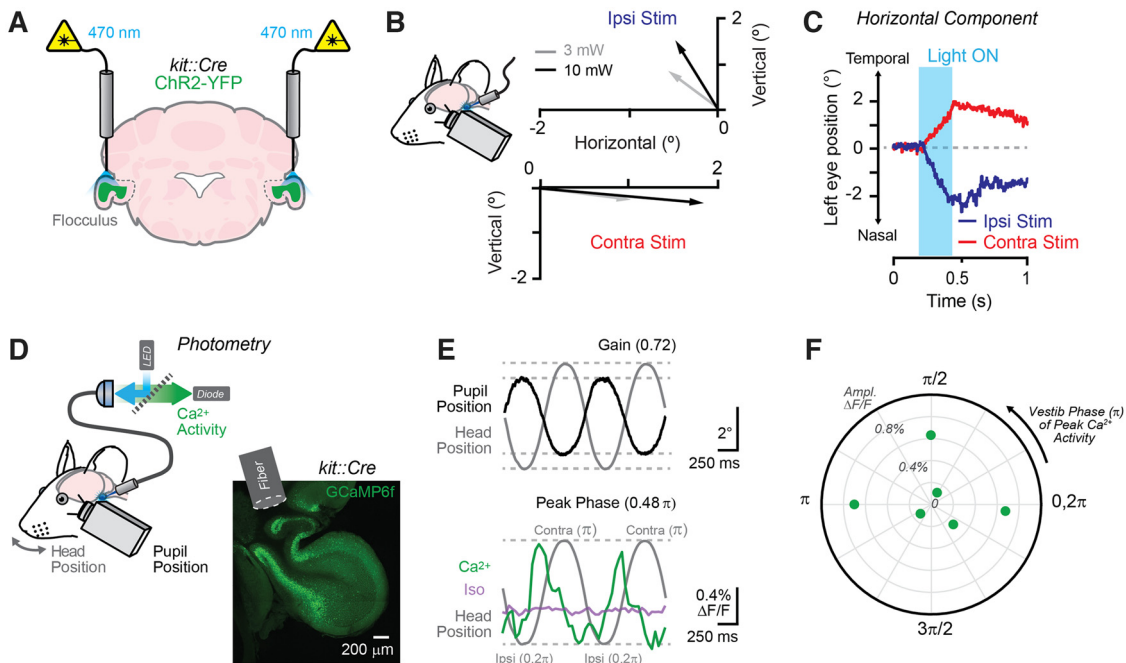 A
470 nm
470 nm
kit::Cre
ChR2-YFP
Flocculus
B
Ipsi Stim
3 mW
10 mW
2
Vertical (º)
0
-2
Horizontal (º)
0
0
2
Vertical (º)
-2
Contra Stim
C
Horizontal Component
Light ON
Temporal
Left eye position (°)
2
0
-2
Nasal
Ipsi Stim
Contra Stim
0
0.5
1
Time (s)
D
Photometry
LED
Diode
Ca2+
Activity
kit::Cre
Fiber
GCaMP6f
Head
Position
Pupil
Position
200 μm
E
Gain (0.72)
Pupil
Position
Head
Position
2°
250 ms
Peak Phase (0.48 π)
Contra (π)
Contra (π)
Ca2+
Iso
Head
Position
0.4%
ΔF/F
250 ms
Ipsi (0,2π)
Ipsi (0,2π)
F
π/2
Ampl.
ΔF/F
0.8%
0.4%
0
Vestib Phase (π)
of Peak Ca2+
Activity
π
0,2π
3π/2